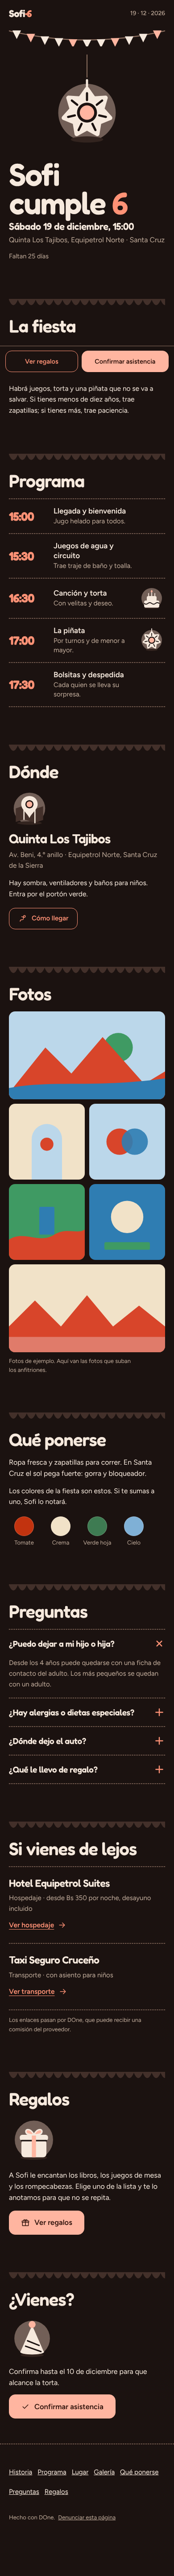 Sofi·6
19 · 12 · 2026
Sofi
cumple 6
Sábado 19 de diciembre, 15:00
Quinta Los Tajibos, Equipetrol Norte · Santa Cruz
Faltan 25 días
La fiesta
Ver regalos
Confirmar asistencia
Habrá juegos, torta y una piñata que no se va a
salvar. Si tienes menos de diez años, trae
zapatillas; si tienes más, trae paciencia.
Programa
15:00
Llegada y bienvenida
Jugo helado para todos.
15:30
Juegos de agua y
circuito
Trae traje de baño y toalla.
16:30
Canción y torta
Con velitas y deseo.
17:00
La piñata
Por turnos y de menor a
mayor.
17:30
Bolsitas y despedida
Cada quien se lleva su
sorpresa.
Dónde
Quinta Los Tajibos
Av. Beni, 4.º anillo · Equipetrol Norte, Santa Cruz
de la Sierra
Hay sombra, ventiladores y baños para niños.
Entra por el portón verde.
Cómo llegar
Fotos
Fotos de ejemplo. Aquí van las fotos que suban
los anfitriones.
Qué ponerse
Ropa fresca y zapatillas para correr. En Santa
Cruz el sol pega fuerte: gorra y bloqueador.
Los colores de la fiesta son estos. Si te sumas a
uno, Sofi lo notará.
Tomate
Crema
Verde hoja
Cielo
Preguntas
¿Puedo dejar a mi hijo o hija?
Desde los 4 años puede quedarse con una ficha de
contacto del adulto. Los más pequeños se quedan
con un adulto.
¿Hay alergias o dietas especiales?
¿Dónde dejo el auto?
¿Qué le llevo de regalo?
Si vienes de lejos
Hotel Equipetrol Suites
Hospedaje · desde Bs 350 por noche, desayuno
incluido
Ver hospedaje
Taxi Seguro Cruceño
Transporte · con asiento para niños
Ver transporte
Los enlaces pasan por DOne, que puede recibir una
comisión del proveedor.
Regalos
A Sofi le encantan los libros, los juegos de mesa
y los rompecabezas. Elige uno de la lista y te lo
anotamos para que no se repita.
Ver regalos
¿Vienes?
Confirma hasta el 10 de diciembre para que
alcance la torta.
Confirmar asistencia
Historia Programa Lugar Galería Qué ponerse
Preguntas Regalos
Hecho con DOne. Denunciar esta página